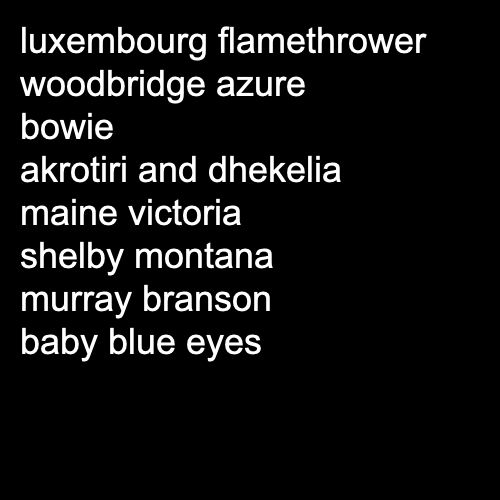 luxembourg flamethrower
woodbridge azure
bowie
akrotiri and dhekelia
maine victoria
shelby montana
murray branson
baby blue eyes